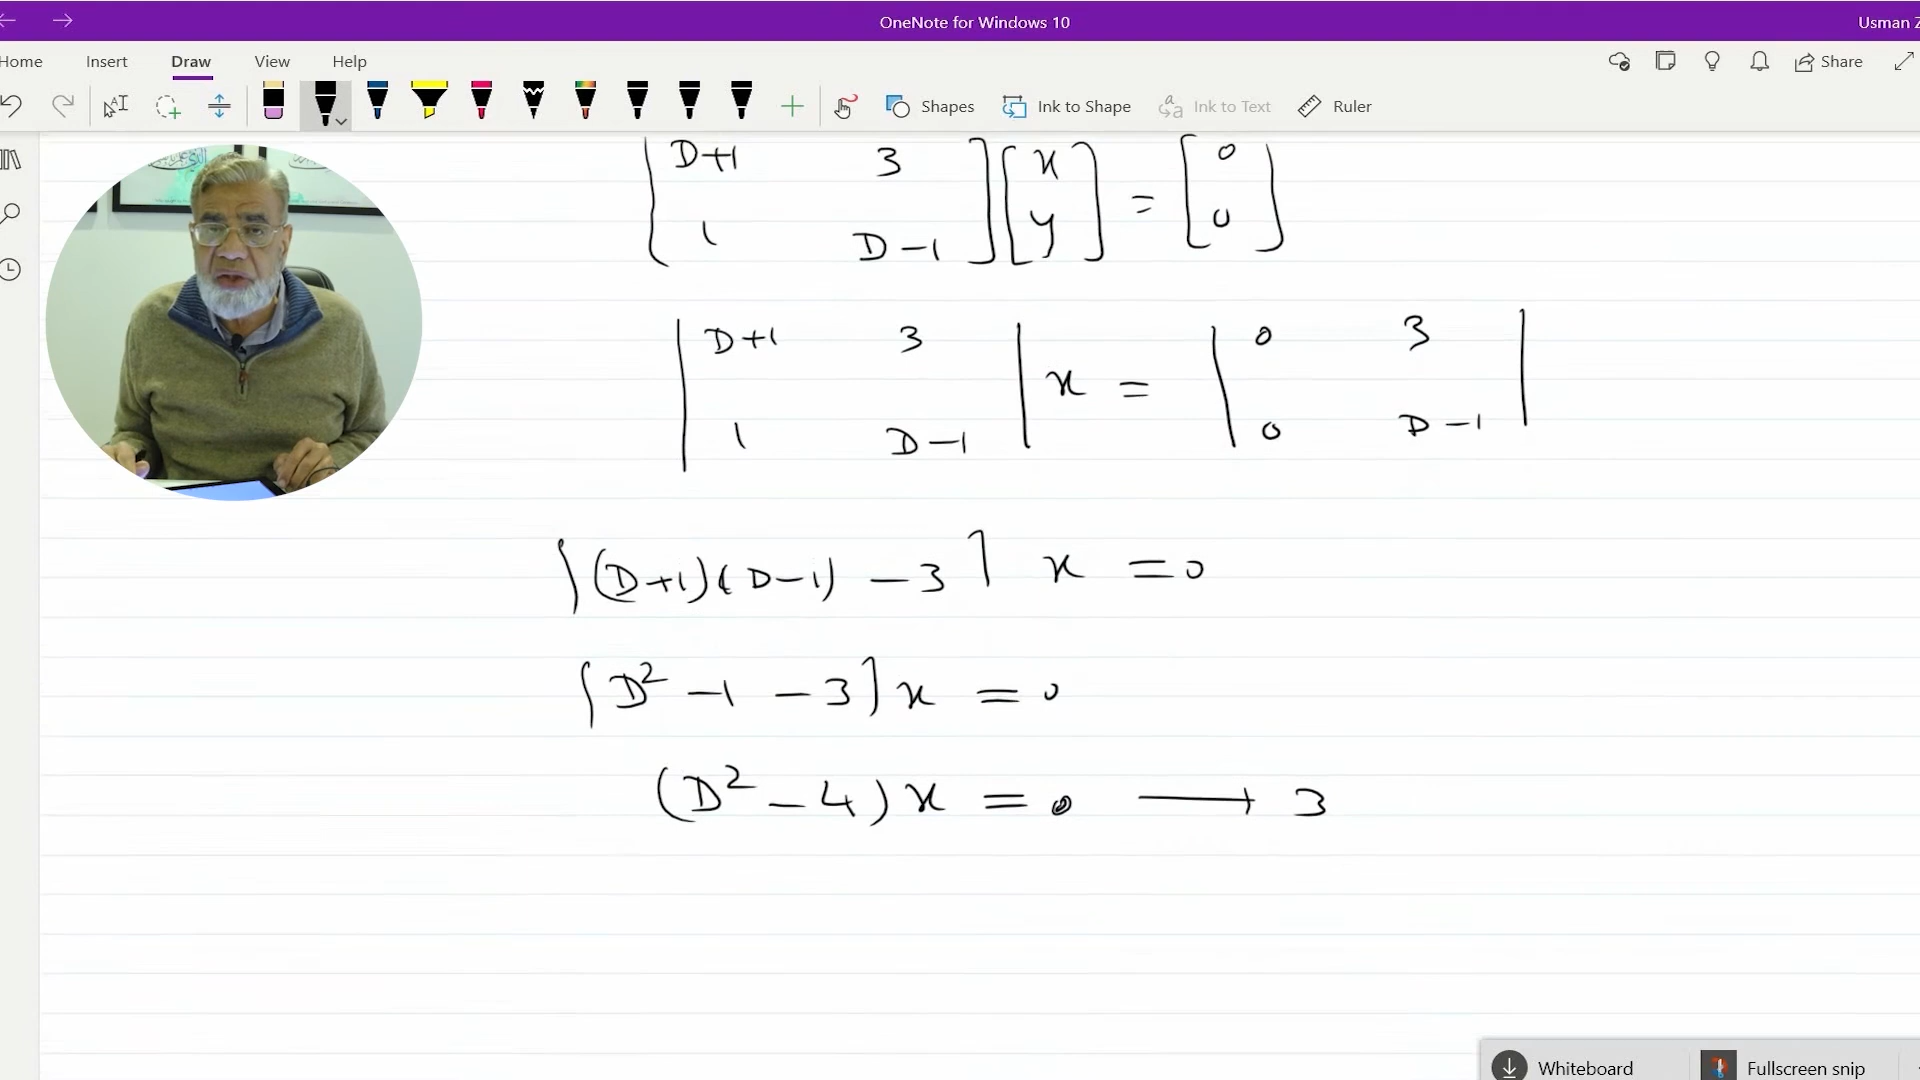 OneNote for Windows 10
Usman Z
Home Insert Draw View Help Share
Shapes Ink to Shape Ink to Text Ruler
[D+1 3] [x] = [0]
[1 D-1] [y] [0]
|D+1 3| x = |0 3|
|1 D-1| |0 D-1|
[(D+1)(D-1) -3] x = 0
[D² -1 -3] x = 0
(D² -4) x = 0 → 3
Whiteboard
Fullscreen snip